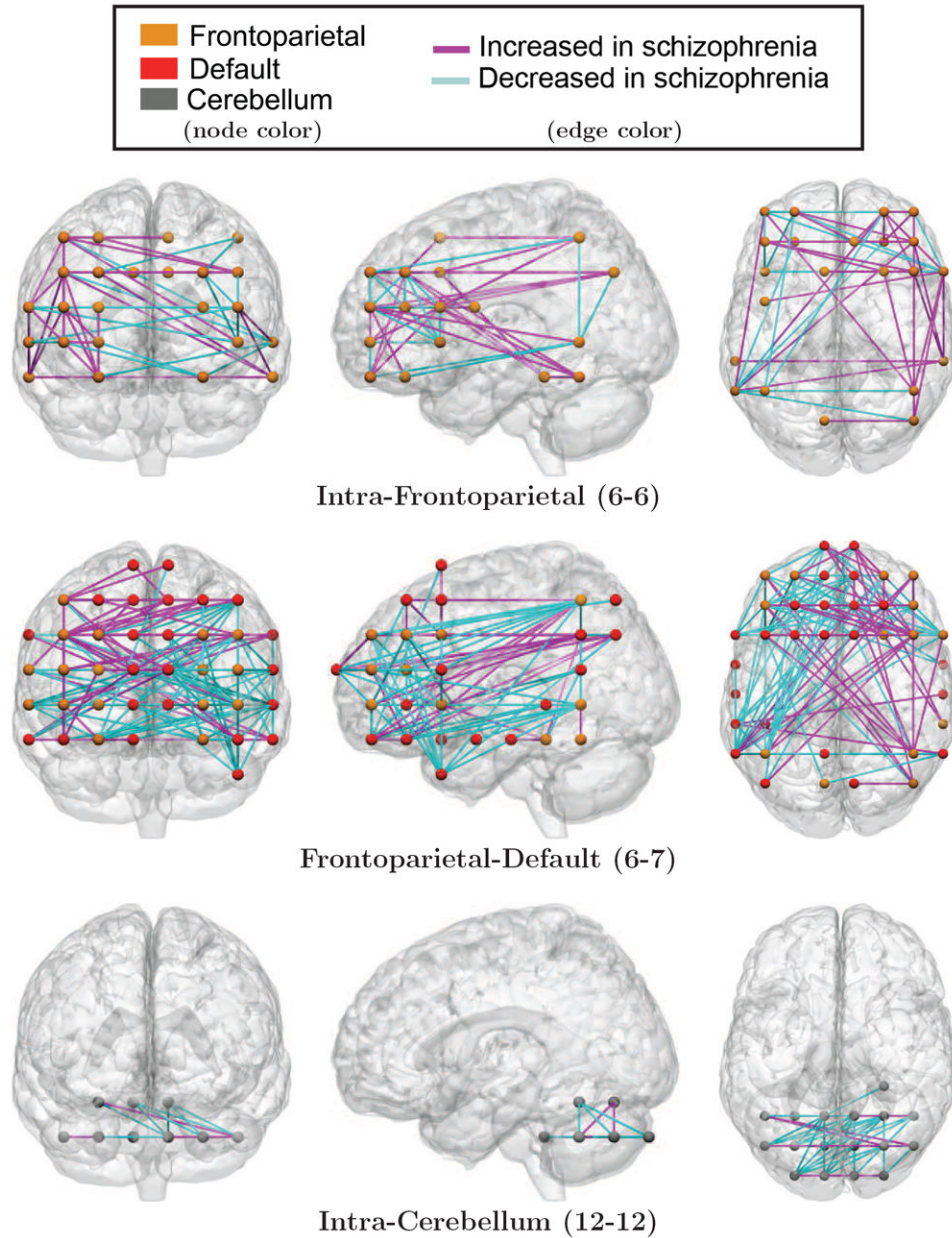 Frontoparietal
Default
Cerebellum
(node color)
Increased in schizophrenia
Decreased in schizophrenia
(edge color)
Intra-Frontoparietal (6-6)
Frontoparietal-Default (6-7)
Intra-Cerebellum (12-12)